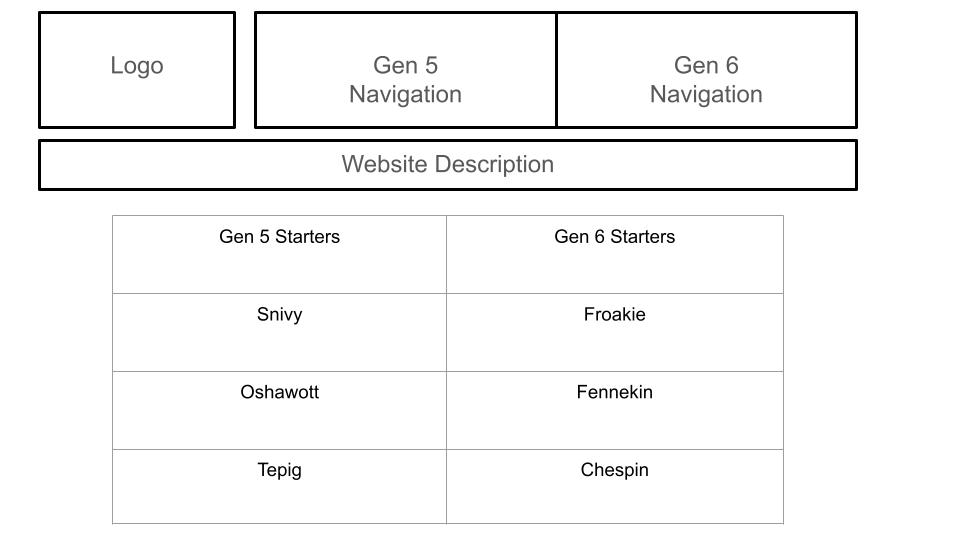 Logo
Gen 5
Navigation
Gen 6
Navigation
Website Description
Gen 5 Starters
Gen 6 Starters
Snivy
Froakie
Oshawott
Fennekin
Tepig
Chespin